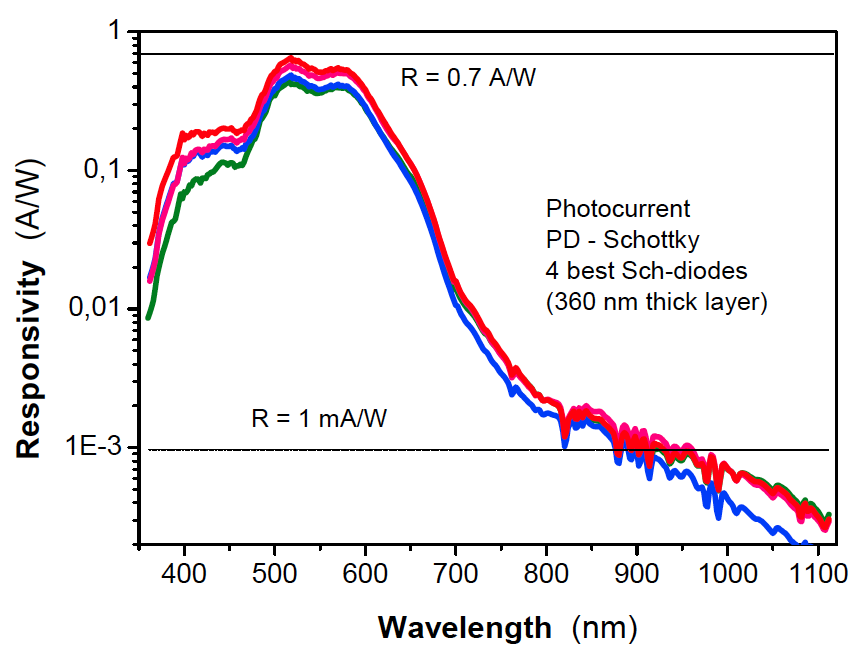 1
R = 0.7 A/W
0,1
Photocurrent
PD - Schottky
4 best Sch-diodes
(360 nm thick layer)
0,01
R = 1 mA/W
1E-3
Responsivity (A/W)
400 500 600 700 800 900 1000 1100
Wavelength (nm)